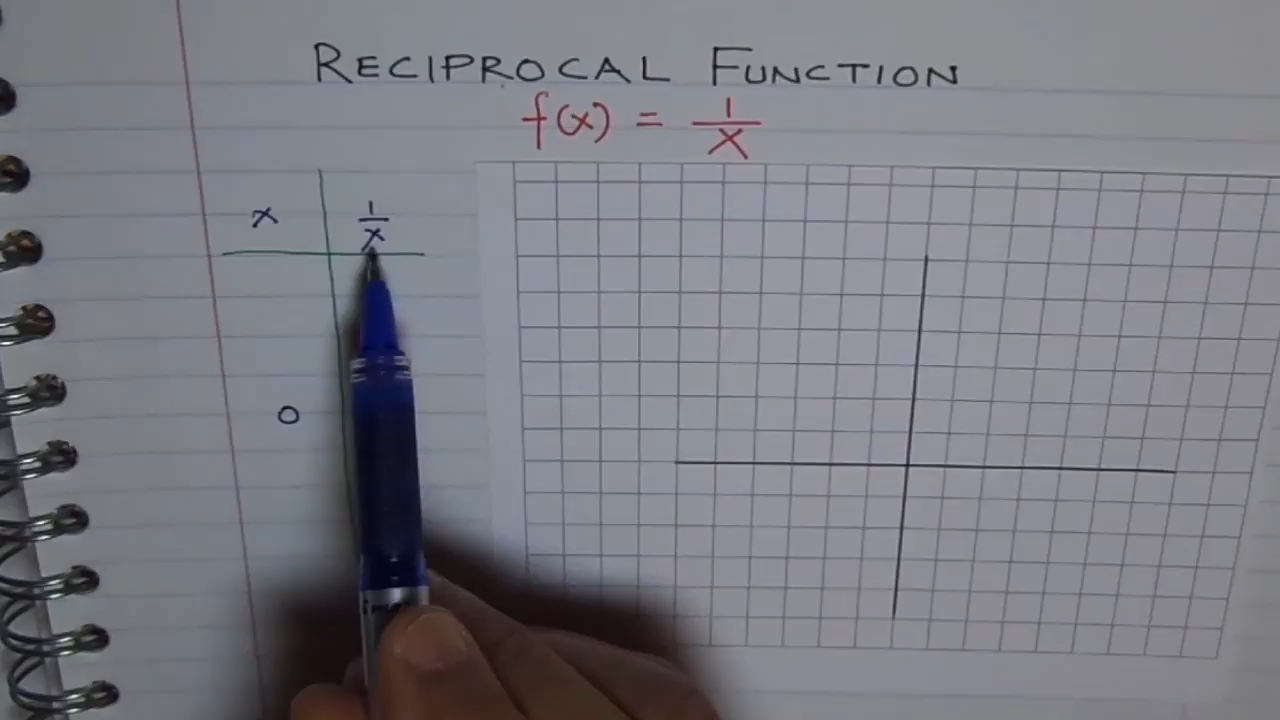 RECIPROCAL FUNCTION
f(x) = 1/x
x 1/x
0